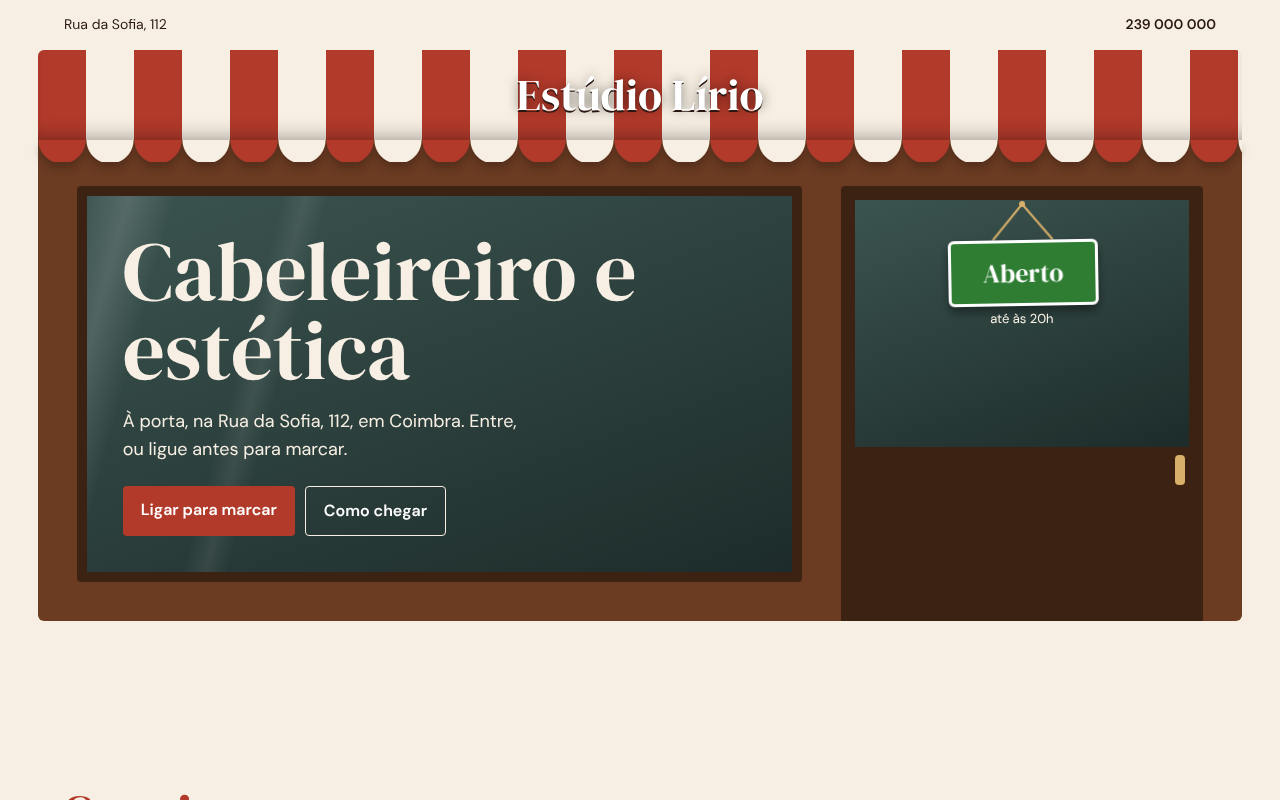 Rua da Sofia, 112
239 000 000
Estúdio Lírio
Cabeleireiro e
estética
À porta, na Rua da Sofia, 112, em Coimbra. Entre,
ou ligue antes para marcar.
Ligar para marcar
Como chegar
Aberto
até às 20h